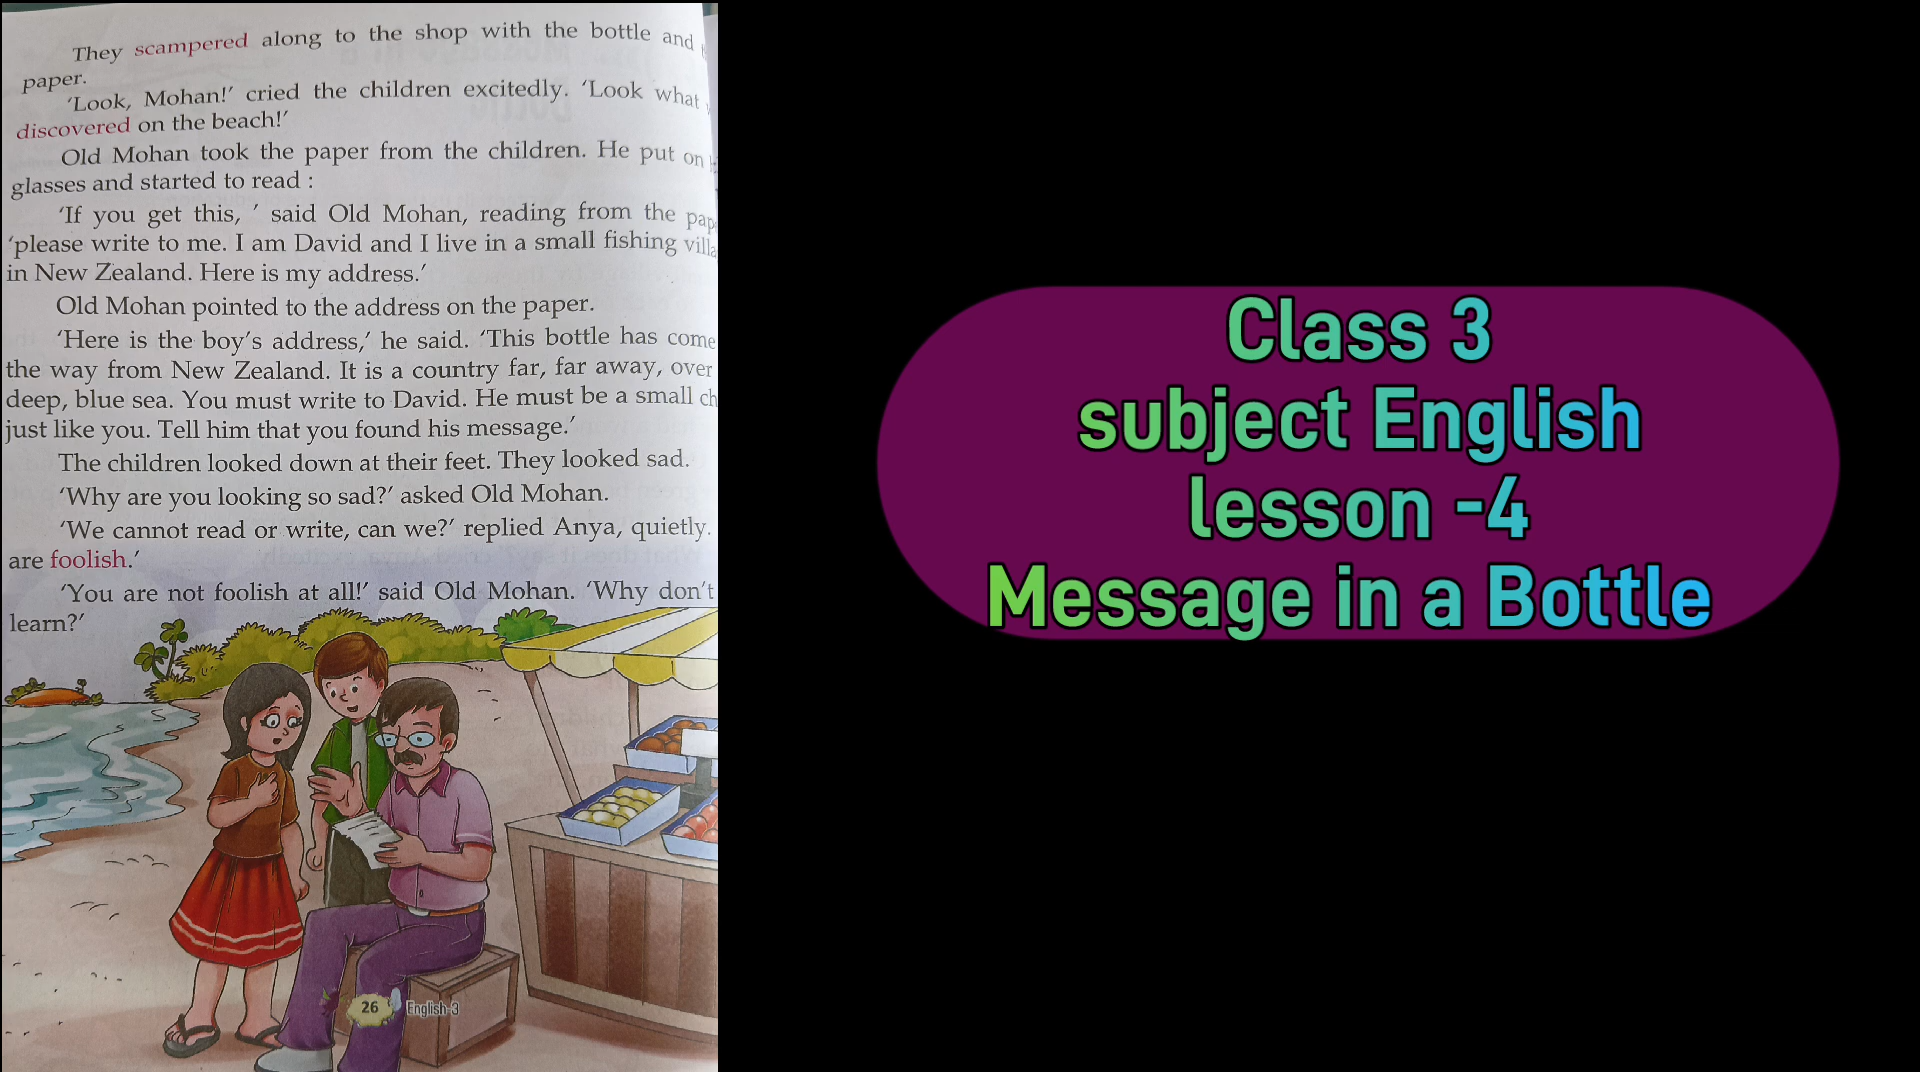 They scampered along to the shop with the bottle and
paper.
'Look, Mohan!' cried the children excitedly. 'Look what
discovered on the beach!'
Old Mohan took the paper from the children. He put on
glasses and started to read :
'If you get this, ' said Old Mohan, reading from the
'please write to me. I am David and I live in a small fishing
in New Zealand. Here is my address.'
Old Mohan pointed to the address on the paper.
'Here is the boy's address,' he said. 'This bottle has come
the way from New Zealand. It is a country far, far away, over
deep, blue sea. You must write to David. He must be a small
just like you. Tell him that you found his message.'
The children looked down at their feet. They looked sad.
'Why are you looking so sad?' asked Old Mohan.
'We cannot read or write, can we?' replied Anya, quietly.
are foolish.'
'You are not foolish at all!' said Old Mohan. 'Why don't
learn?'
26 English-3
Class 3
subject English
lesson -4
Message in a Bottle